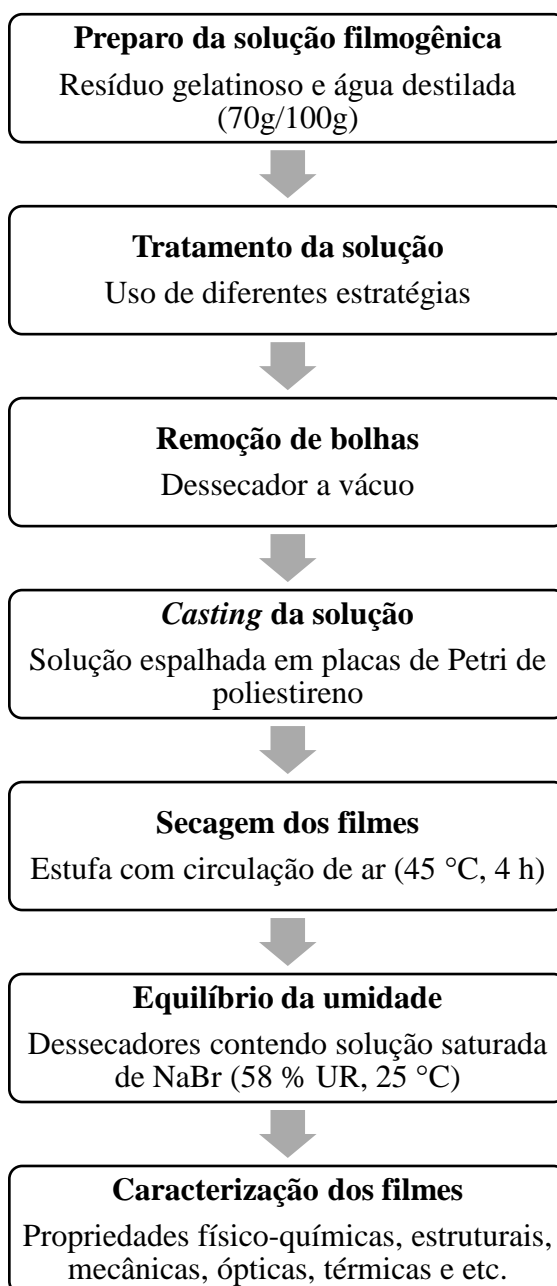 Preparo da solução filmogênica
Resíduo gelatinoso e água destilada
(70g/100g)
Tratamento da solução
Uso de diferentes estratégias
Remoção de bolhas
Dessecador a vácuo
Casting da solução
Solução espalhada em placas de Petri de
poliestireno
Secagem dos filmes
Estufa com circulação de ar (45 °C, 4 h)
Equilíbrio da umidade
Dessecadores contendo solução saturada
de NaBr (58 % UR, 25 °C)
Caracterização dos filmes
Propriedades físico-químicas, estruturais,
mecânicas, ópticas, térmicas e etc.